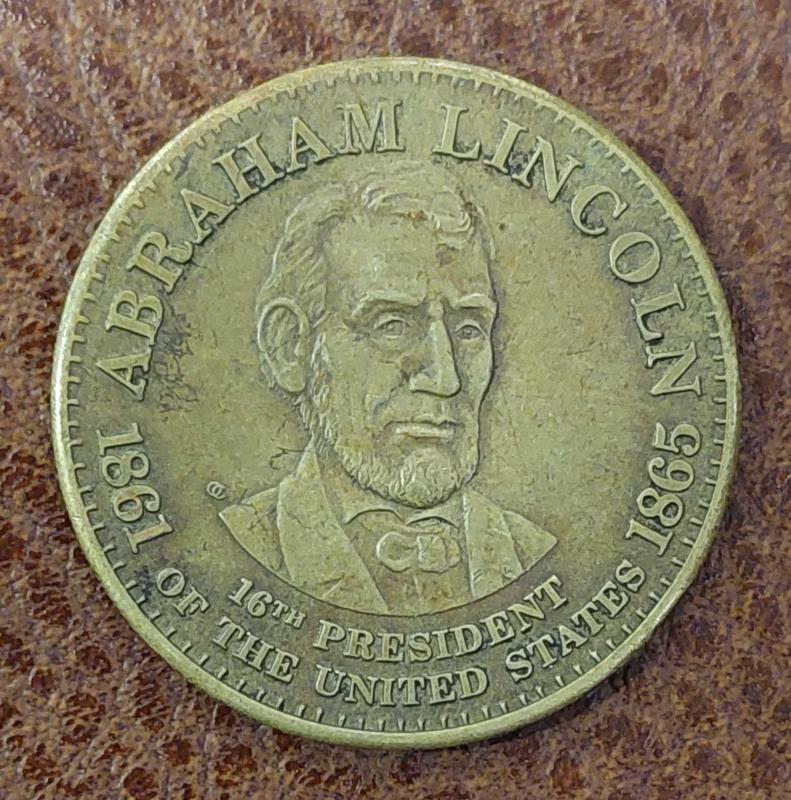 ABRAHAM LINCOLN
1861
1865
16TH PRESIDENT
OF THE UNITED STATES